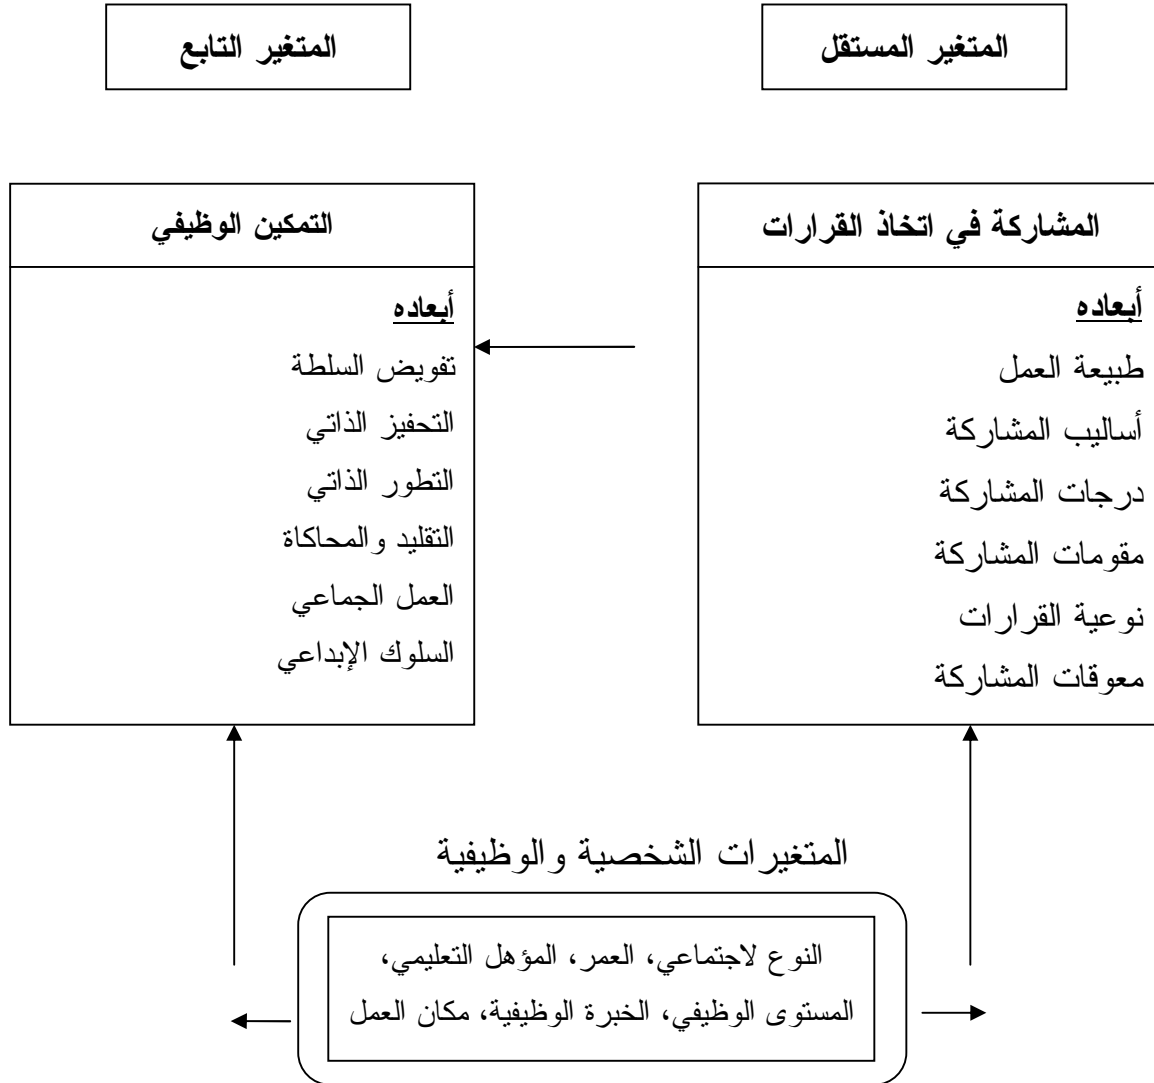 المتغير المستقل
المتغير التابع
المشاركة في اتخاذ القرارات
أبعاده
طبيعة العمل
أساليب المشاركة
درجات المشاركة
مقومات المشاركة
نوعية القرارات
معوقات المشاركة
التمكين الوظيفي
أبعاده
تفويض السلطة
التحفيز الذاتي
التطور الذاتي
التقليد والمحاكاة
العمل الجماعي
السلوك الإبداعي
المتغيرات الشخصية والوظيفية
النوع لاجتماعي، العمر، المؤهل التعليمي،
المستوى الوظيفي، الخبرة الوظيفية، مكان العمل